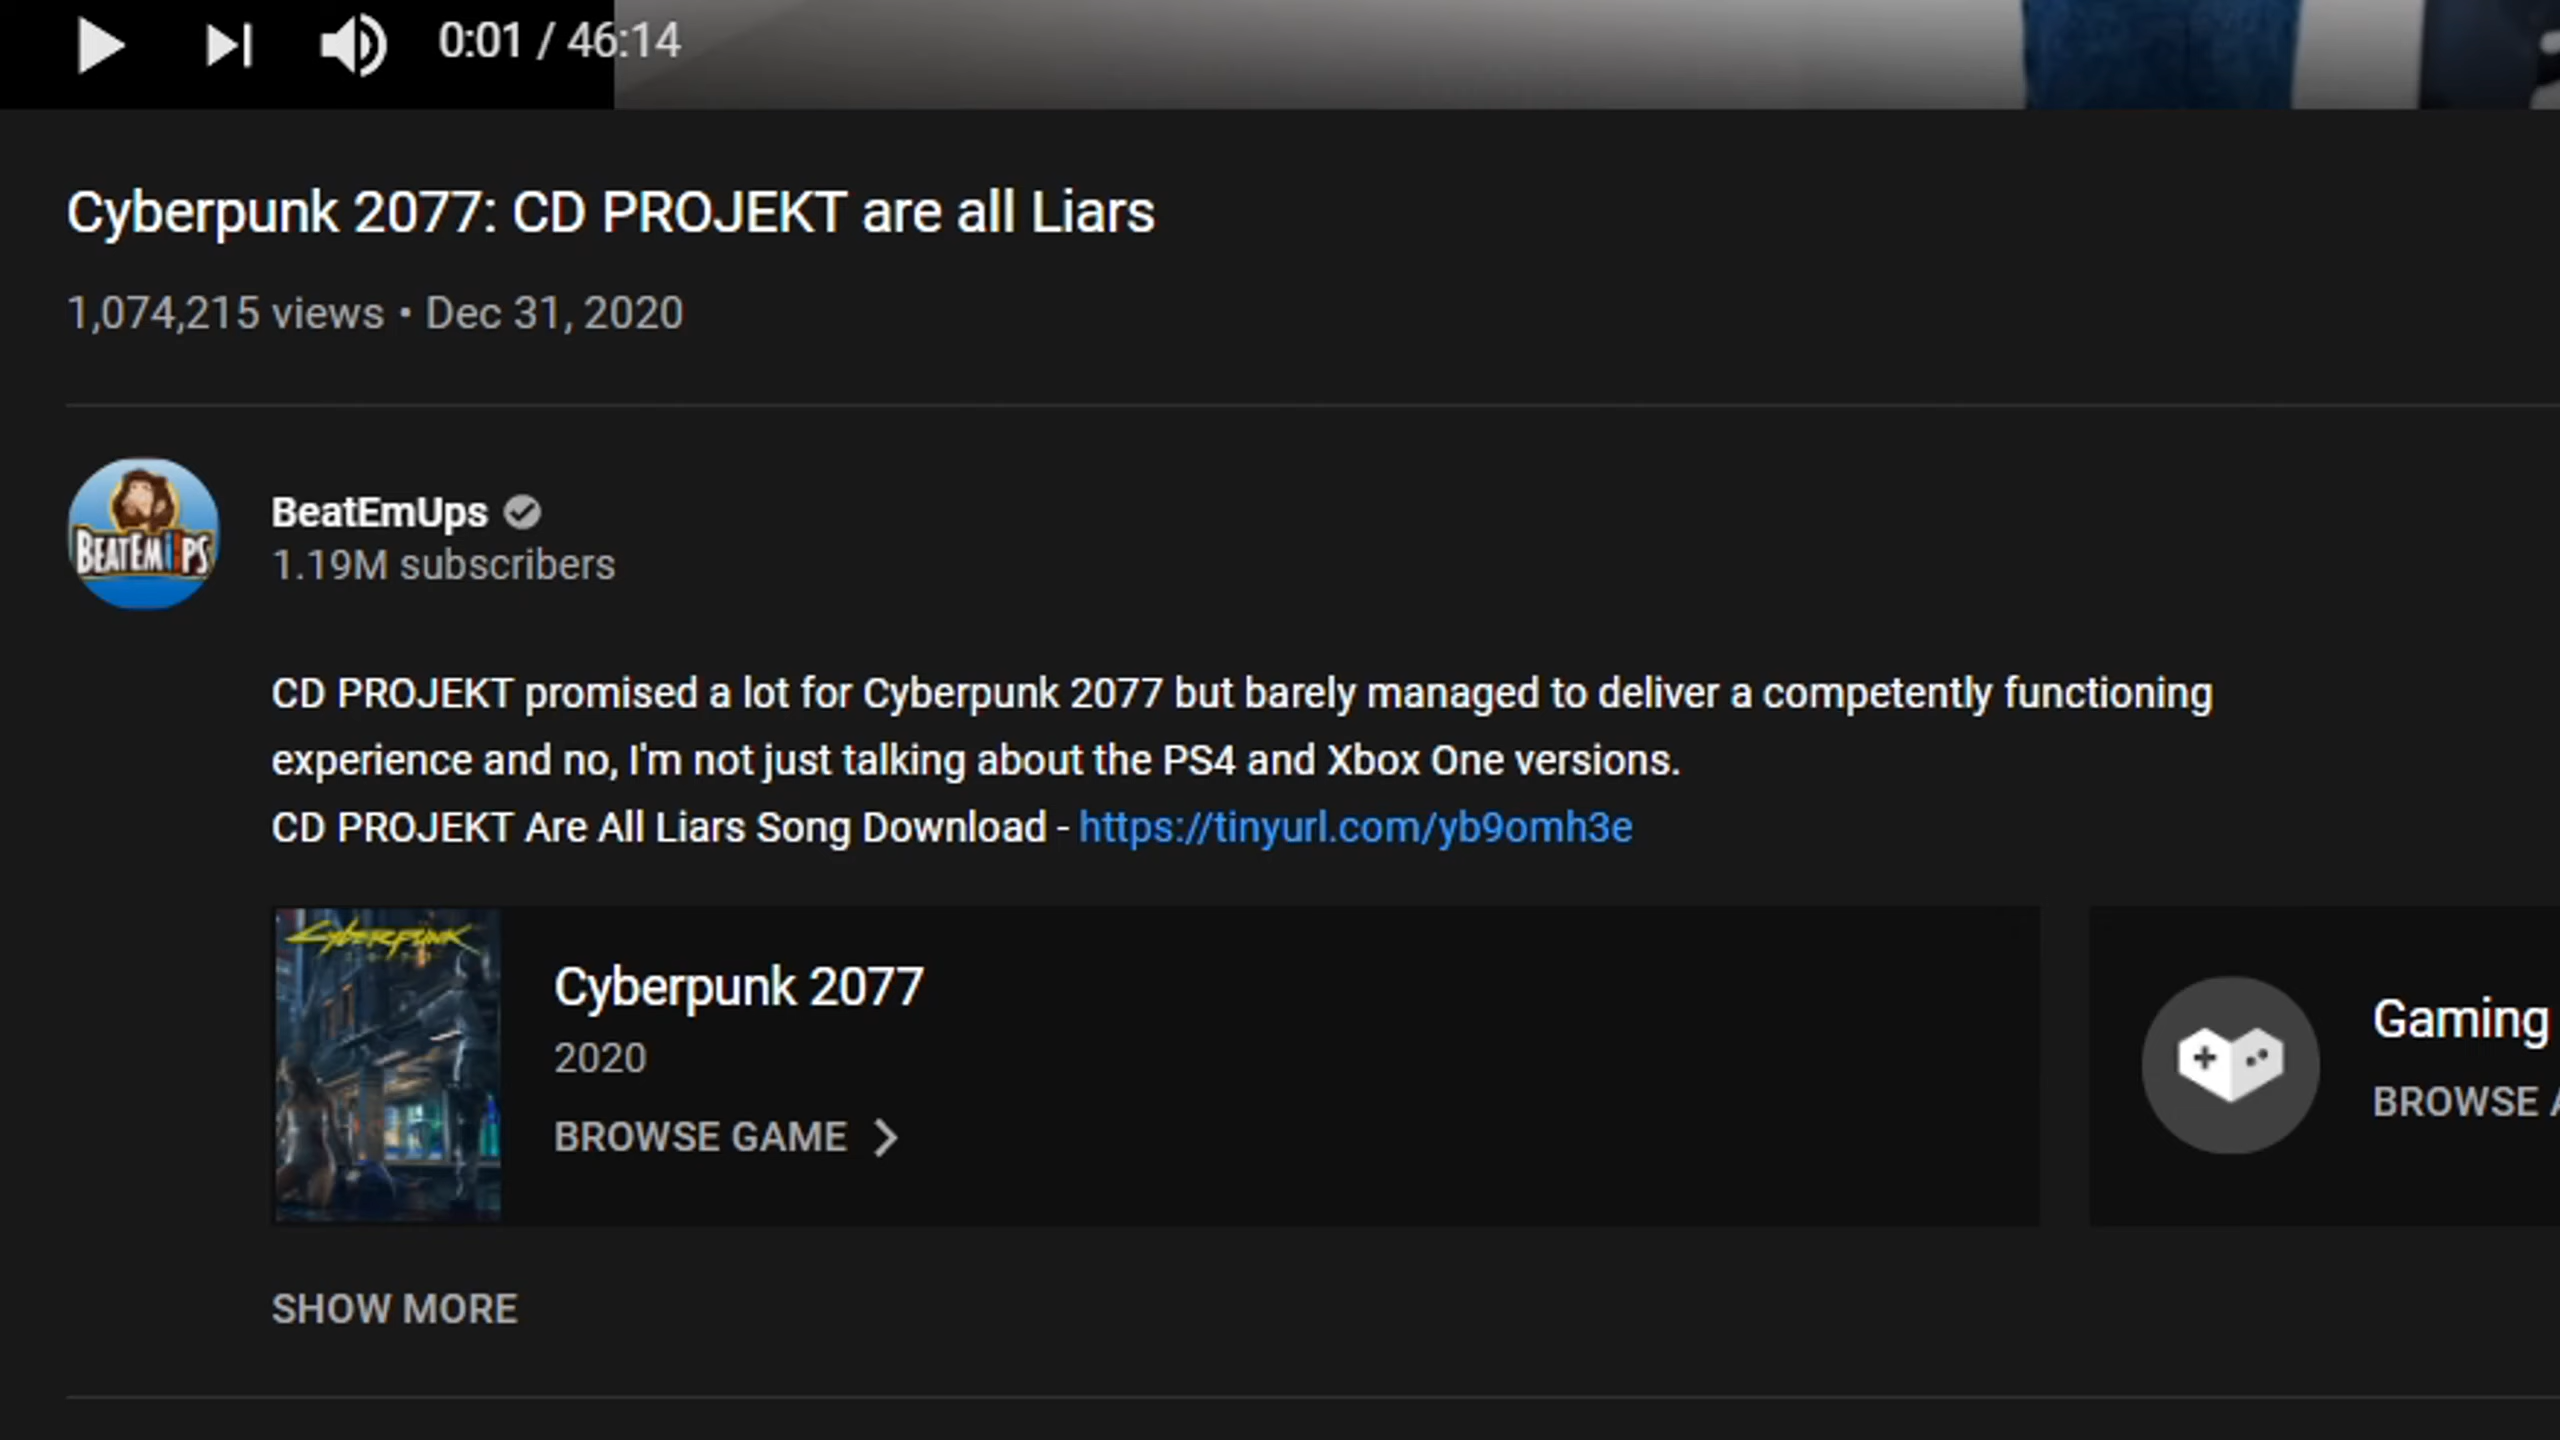 0:01 / 46:14
Cyberpunk 2077: CD PROJEKT are all Liars
1,074,215 views • Dec 31, 2020
BEATEMUPS
BeatEmUps
1.19M subscribers
CD PROJEKT promised a lot for Cyberpunk 2077 but barely managed to deliver a competently functioning
experience and no, I'm not just talking about the PS4 and Xbox One versions.
CD PROJEKT Are All Liars Song Download - https://tinyurl.com/yb9omh3e
Cyberpunk
Cyberpunk 2077
2020
BROWSE GAME
Gaming
BROWSE A
SHOW MORE